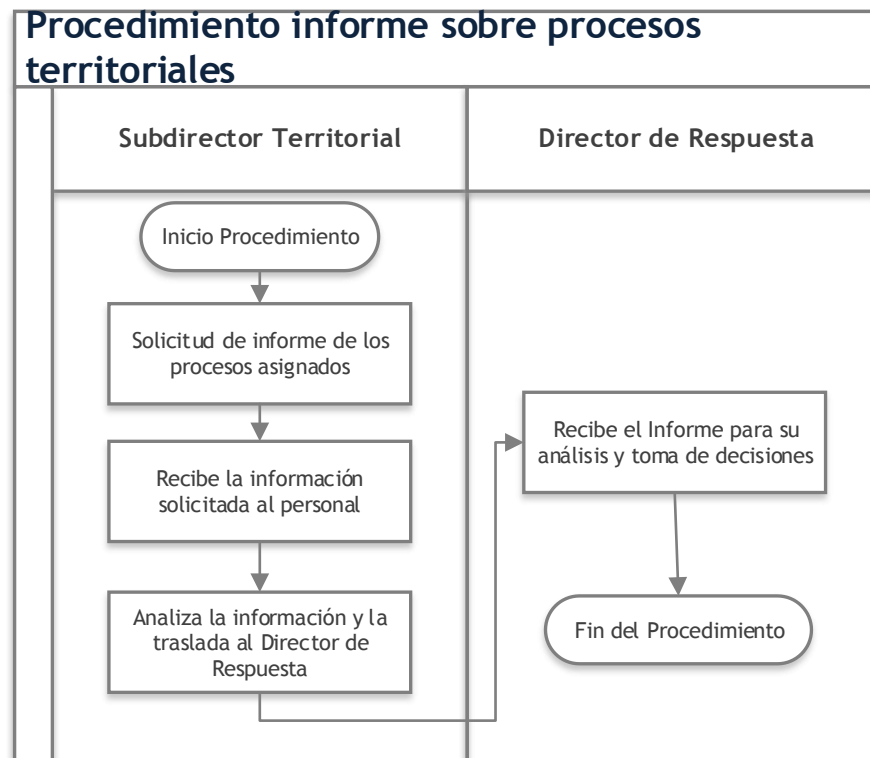 Procedimiento informe sobre procesos
territoriales
Subdirector Territorial
Director de Respuesta
Inicio Procedimiento
Solicitud de informe de los
procesos asignados
Recibe la información
solicitada al personal
Analiza la información y la
traslada al Director de
Respuesta
Recibe el Informe para su
análisis y toma de decisiones
Fin del Procedimiento